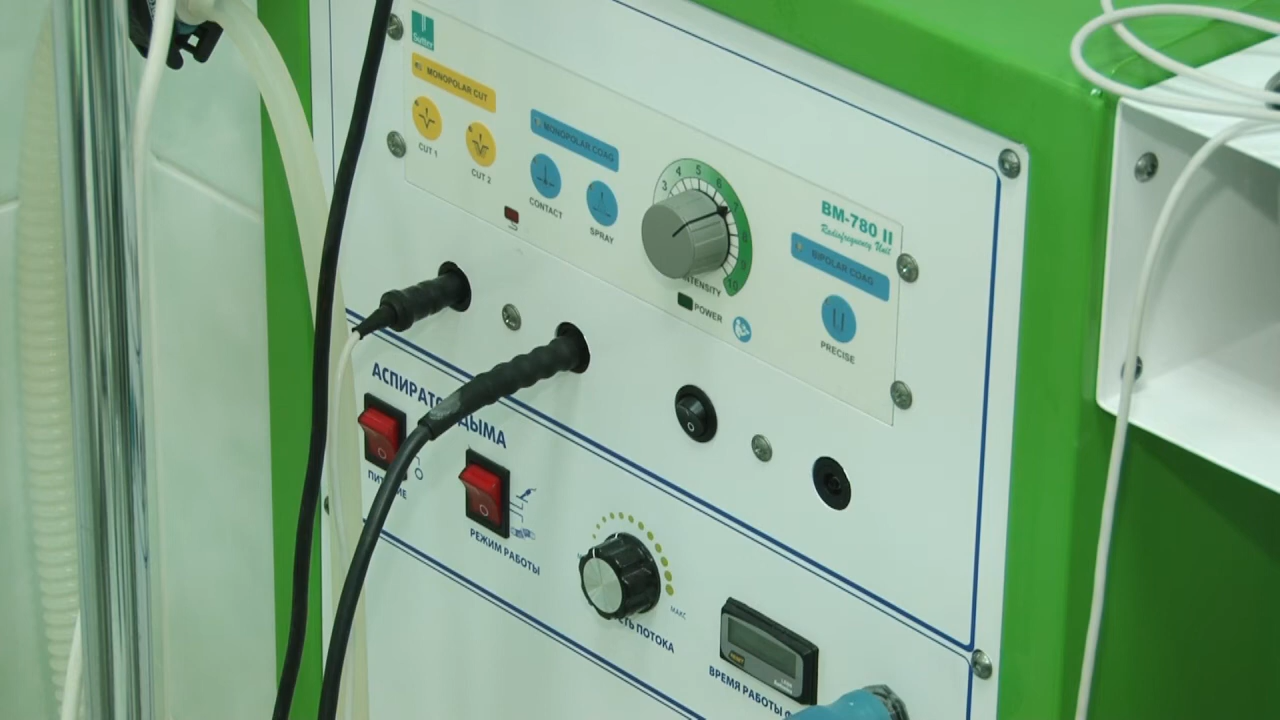 Sutter
MONOPOLAR CUT
CUT 1
CUT 2
MONOPOLAR COAG
CONTACT
SPRAY
3 4 5 6 7 8 9 10
INTENSITY
POWER
BM-780 II
Radiofrequency Unit
BIPOLAR COAG
PRECISE
ДЫМА
РЕЖИМ РАБОТЫ
МАКС
ПОТОКА
ВРЕМЯ РАБОТЫ